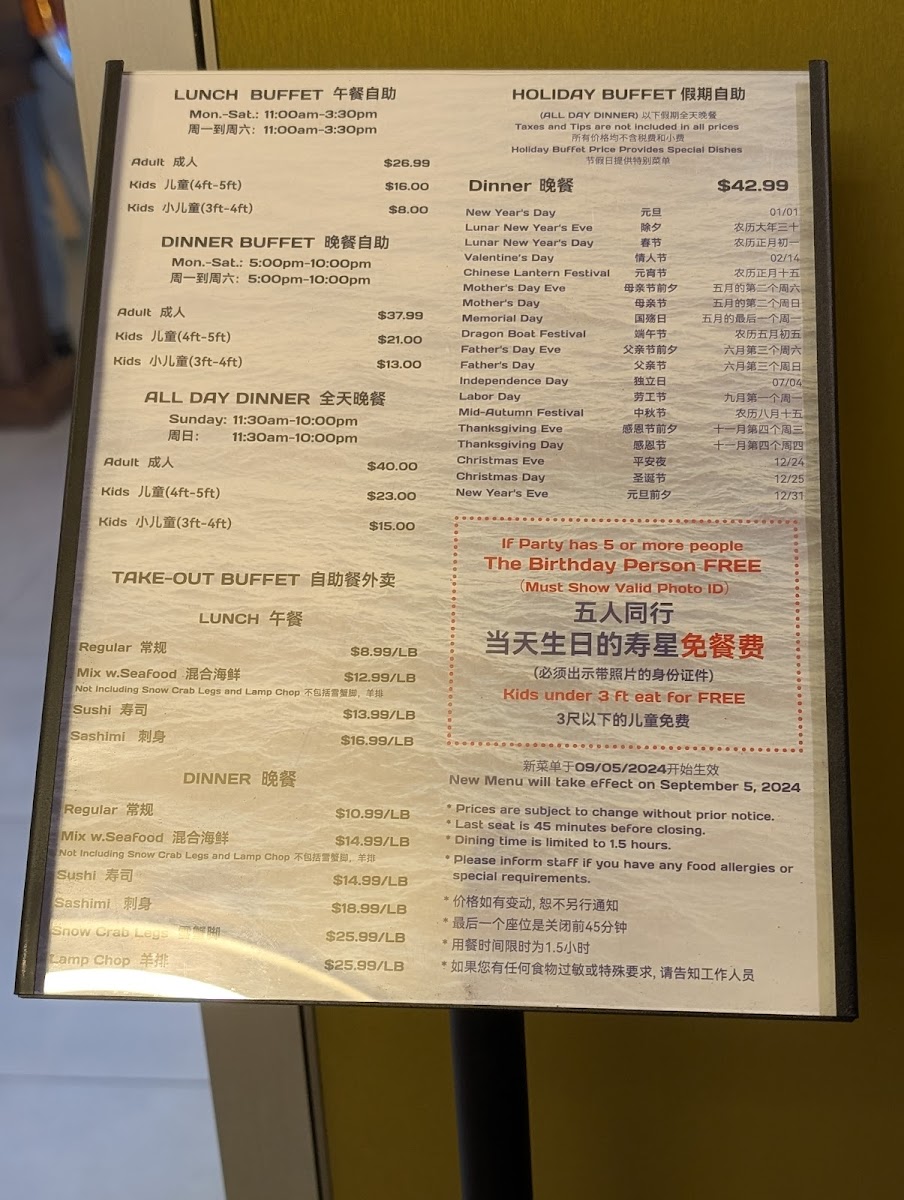 LUNCH BUFFET 午餐自助
Mon.-Sat.: 11:00am-3:30pm
周一到周六: 11:00am-3:30pm
Adult 成人 $26.99
Kids 儿童(4ft-5ft) $16.00
Kids 小儿童(3ft-4ft) $8.00
DINNER BUFFET 晚餐自助
Mon.-Sat.: 5:00pm-10:00pm
周一到周六: 5:00pm-10:00pm
Adult 成人 $37.99
Kids 儿童(4ft-5ft) $21.00
Kids 小儿童(3ft-4ft) $13.00
ALL DAY DINNER 全天晚餐
Sunday: 11:30am-10:00pm
周日: 11:30am-10:00pm
Adult 成人 $40.00
Kids 儿童(4ft-5ft) $23.00
Kids 小儿童(3ft-4ft) $15.00
TAKE-OUT BUFFET 自助餐外卖
LUNCH 午餐
Regular 常规 $8.99/LB
Mix w.Seafood 混合海鲜 $12.99/LB
Not Including Snow Crab Legs and Lamp Chop 不包括雪蟹脚, 羊排
Sushi 寿司 $13.99/LB
Sashimi 刺身 $16.99/LB
DINNER 晚餐
Regular 常规 $10.99/LB
Mix w.Seafood 混合海鲜 $14.99/LB
Not Including Snow Crab Legs and Lamp Chop 不包括雪蟹脚, 羊排
Sushi 寿司 $14.99/LB
Sashimi 刺身 $18.99/LB
Snow Crab Legs 雪蟹脚 $25.99/LB
Lamp Chop 羊排 $25.99/LB
HOLIDAY BUFFET 假期自助
(ALL DAY DINNER) 以下假期全天晚餐
Taxes and Tips are not included in all prices
所有价格均不含税费和小费
Holiday Buffet Price Provides Special Dishes
节假日提供特别菜单
Dinner 晚餐 $42.99
New Year's Day 元旦 01/01
Lunar New Year's Eve 除夕 农历大年三十
Lunar New Year's Day 春节 农历正月初一
Valentine's Day 情人节 02/14
Chinese Lantern Festival 元宵节 农历正月十五
Mother's Day Eve 母亲节前夕 五月的第二个周六
Mother's Day 母亲节 五月的第二个周日
Memorial Day 国殇日 五月的最后一个周一
Dragon Boat Festival 端午节 农历五月初五
Father's Day Eve 父亲节前夕 六月第三个周六
Father's Day 父亲节 六月第三个周日
Independence Day 独立日 07/04
Labor Day 劳工节 九月第一个周一
Mid-Autumn Festival 中秋节 农历八月十五
Thanksgiving Eve 感恩节前夕 十一月第四个周三
Thanksgiving Day 感恩节 十一月第四个周四
Christmas Eve 平安夜 12/24
Christmas Day 圣诞节 12/25
New Year's Eve 元旦前夕 12/31
If Party has 5 or more people
The Birthday Person FREE
(Must Show Valid Photo ID)
五人同行
当天生日的寿星免餐费
(必须出示带照片的身份证件)
Kids under 3 ft eat for FREE
3尺以下的儿童免费
新菜单于09/05/2024开始生效
New Menu will take effect on September 5, 2024
* Prices are subject to change without prior notice.
* Last seat is 45 minutes before closing.
* Dining time is limited to 1.5 hours.
* Please inform staff if you have any food allergies or
special requirements.
* 价格如有变动, 恕不另行通知
* 最后一个座位是关闭前45分钟
* 用餐时间限时为1.5小时
* 如果您有任何食物过敏或特殊要求, 请告知工作人员